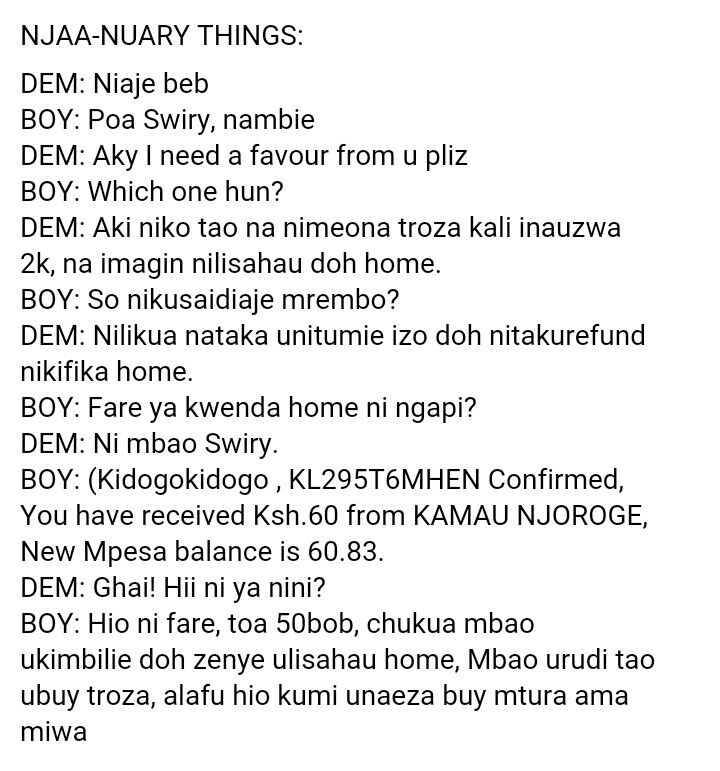 NJAA-NUARY THINGS:
DEM: Niaje beb
BOY: Poa Swiry, nambie
DEM: Aky I need a favour from u pliz
BOY: Which one hun?
DEM: Aki niko tao na nimeona troza kali inauzwa
2k, na imagin nilisahau doh home.
BOY: So nikusaidiaje mrembo?
DEM: Nilikua nataka unitumie izo doh nitakurefund
nikifika home.
BOY: Fare ya kwenda home ni ngapi?
DEM: Ni mbao Swiry.
BOY: (Kidogokidogo , KL295T6MHEN Confirmed,
You have received Ksh.60 from KAMAU NJOROGE,
New Mpesa balance is 60.83.
DEM: Ghai! Hii ni ya nini?
BOY: Hio ni fare, toa 50bob, chukua mbao
ukimbilie doh zenye ulisahau home, Mbao urudi tao
ubuy troza, alafu hio kumi unaeza buy mtura ama
miwa